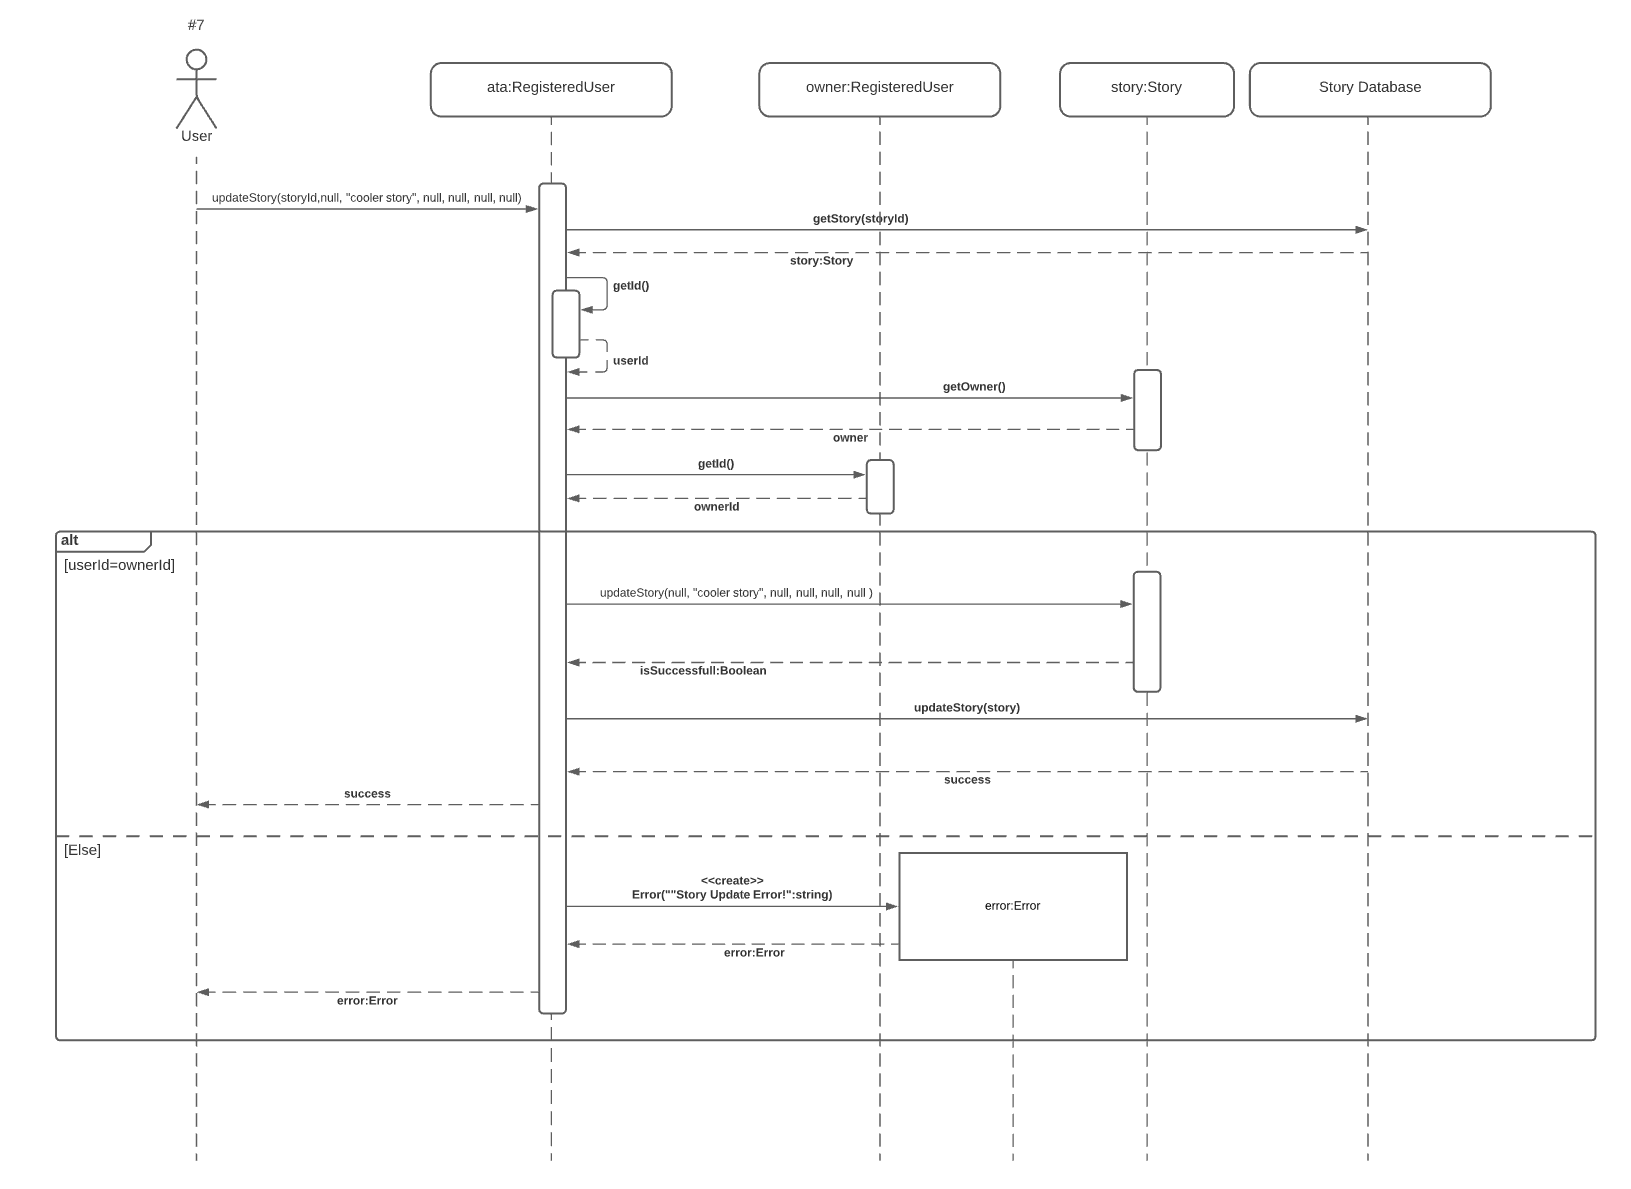 #7
User
ata:RegisteredUser
owner:RegisteredUser
story:Story
Story Database
updateStory(storyId,null, "cooler story", null, null, null, null)
getStory(storyId)
story:Story
getId()
userId
getOwner()
owner
getId()
ownerId
alt
[userId=ownerId]
updateStory(null, "cooler story", null, null, null, null )
isSuccessfull:Boolean
updateStory(story)
success
success
[Else]
<<create>>
Error(""Story Update Error!":string)
error:Error
error:Error
error:Error